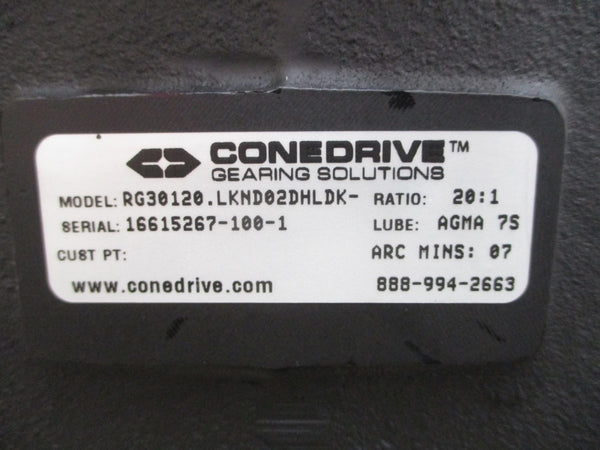 CONEDRIVE™
GEARING SOLUTIONS
MODEL: RG30120.LKND02DHLDK- RATIO: 20:1
SERIAL: 16615267-100-1 LUBE: AGMA 7S
CUST PT: ARC MINS: 07
www.conedrive.com 888-994-2663